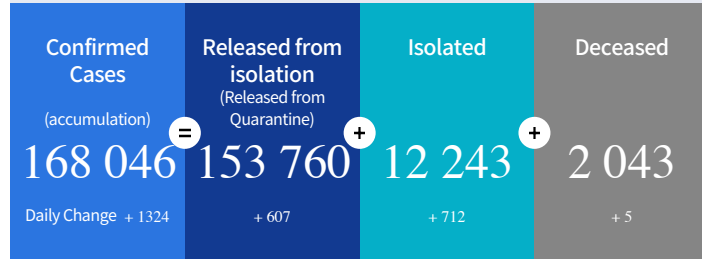 Confirmed
Cases
(accumulation)
168 046
Daily Change + 1324
=
Released from
isolation
(Released from
Quarantine)
153 760
+ 607
+
Isolated
12 243
+ 712
+
Deceased
2 043
+ 5